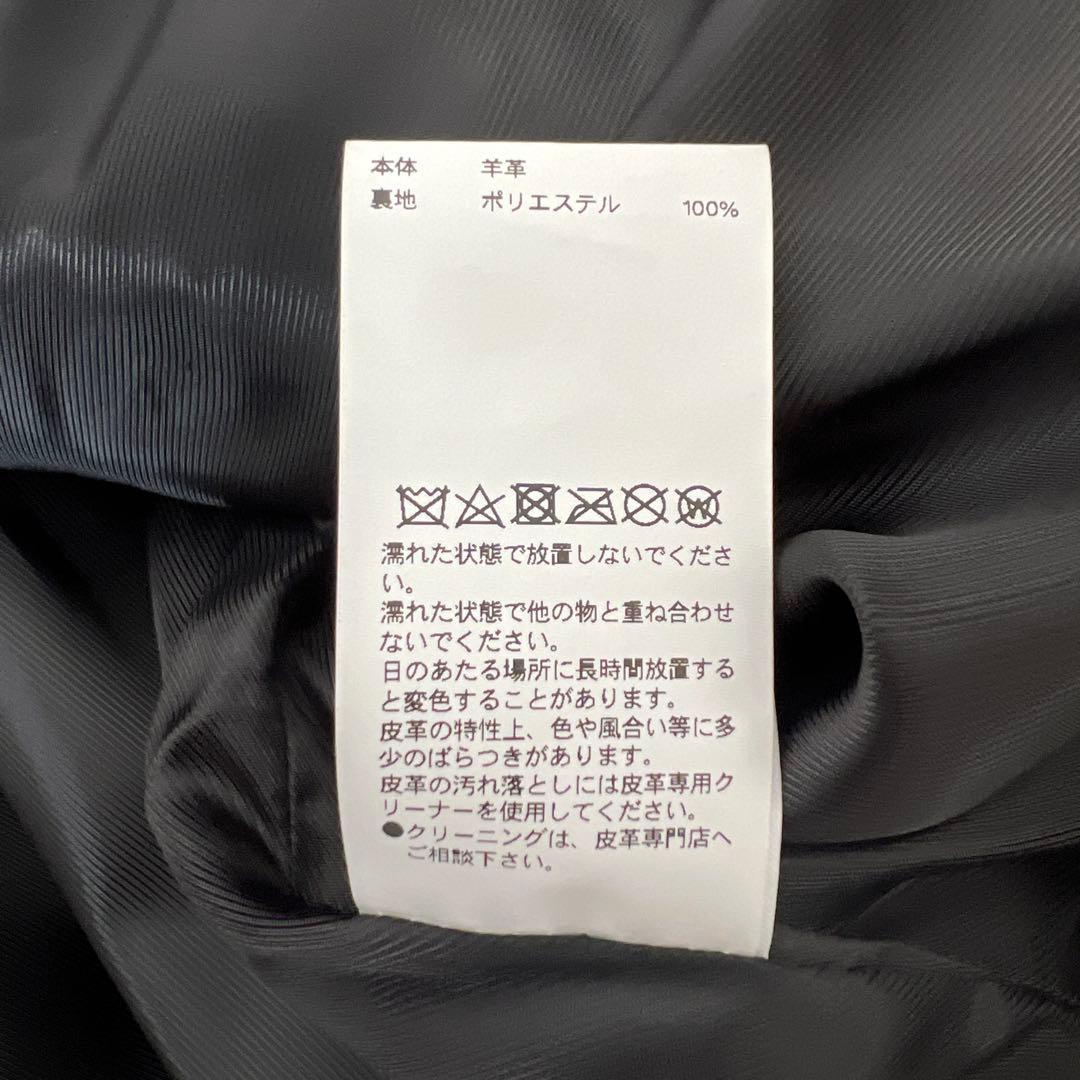 本体 羊革
裏地 ポリエステル 100%
W
濡れた状態で放置しないでくださ
い。
濡れた状態で他の物と重ね合わせ
ないでください。
日のあたる場所に長時間放置する
と変色することがあります。
皮革の特性上、色や風合い等に多
少のばらつきがあります。
皮革の汚れ落としには皮革専用ク
リーナーを使用してください。
●クリーニングは、皮革専門店へ
ご相談下さい。